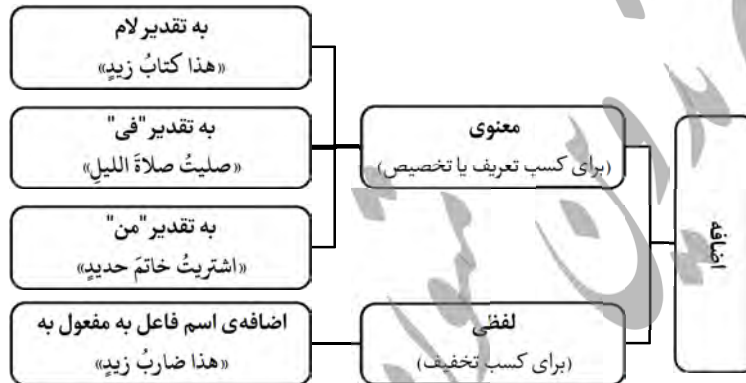 اضافه
معنوی
(برای کسب تعریف یا تخصیص)
به تقدیر لام
«هذا کتابُ زیدٍ»
به تقدیر "فی"
«صلیتُ صلاةَ اللیلِ»
به تقدیر "من"
«اشتریتُ خاتمَ حدیدٍ»
لفظی
(برای کسب تخفیف)
اضافه‌ی اسم فاعل به مفعول به
«هذا ضاربُ زیدٍ»